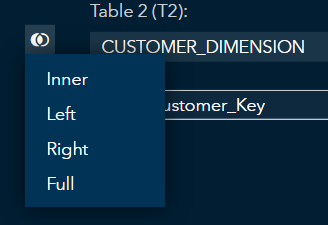 Table 2 (T2):
CUSTOMER_DIMENSION
Inner
Left
ustomer_Key
Right
Full